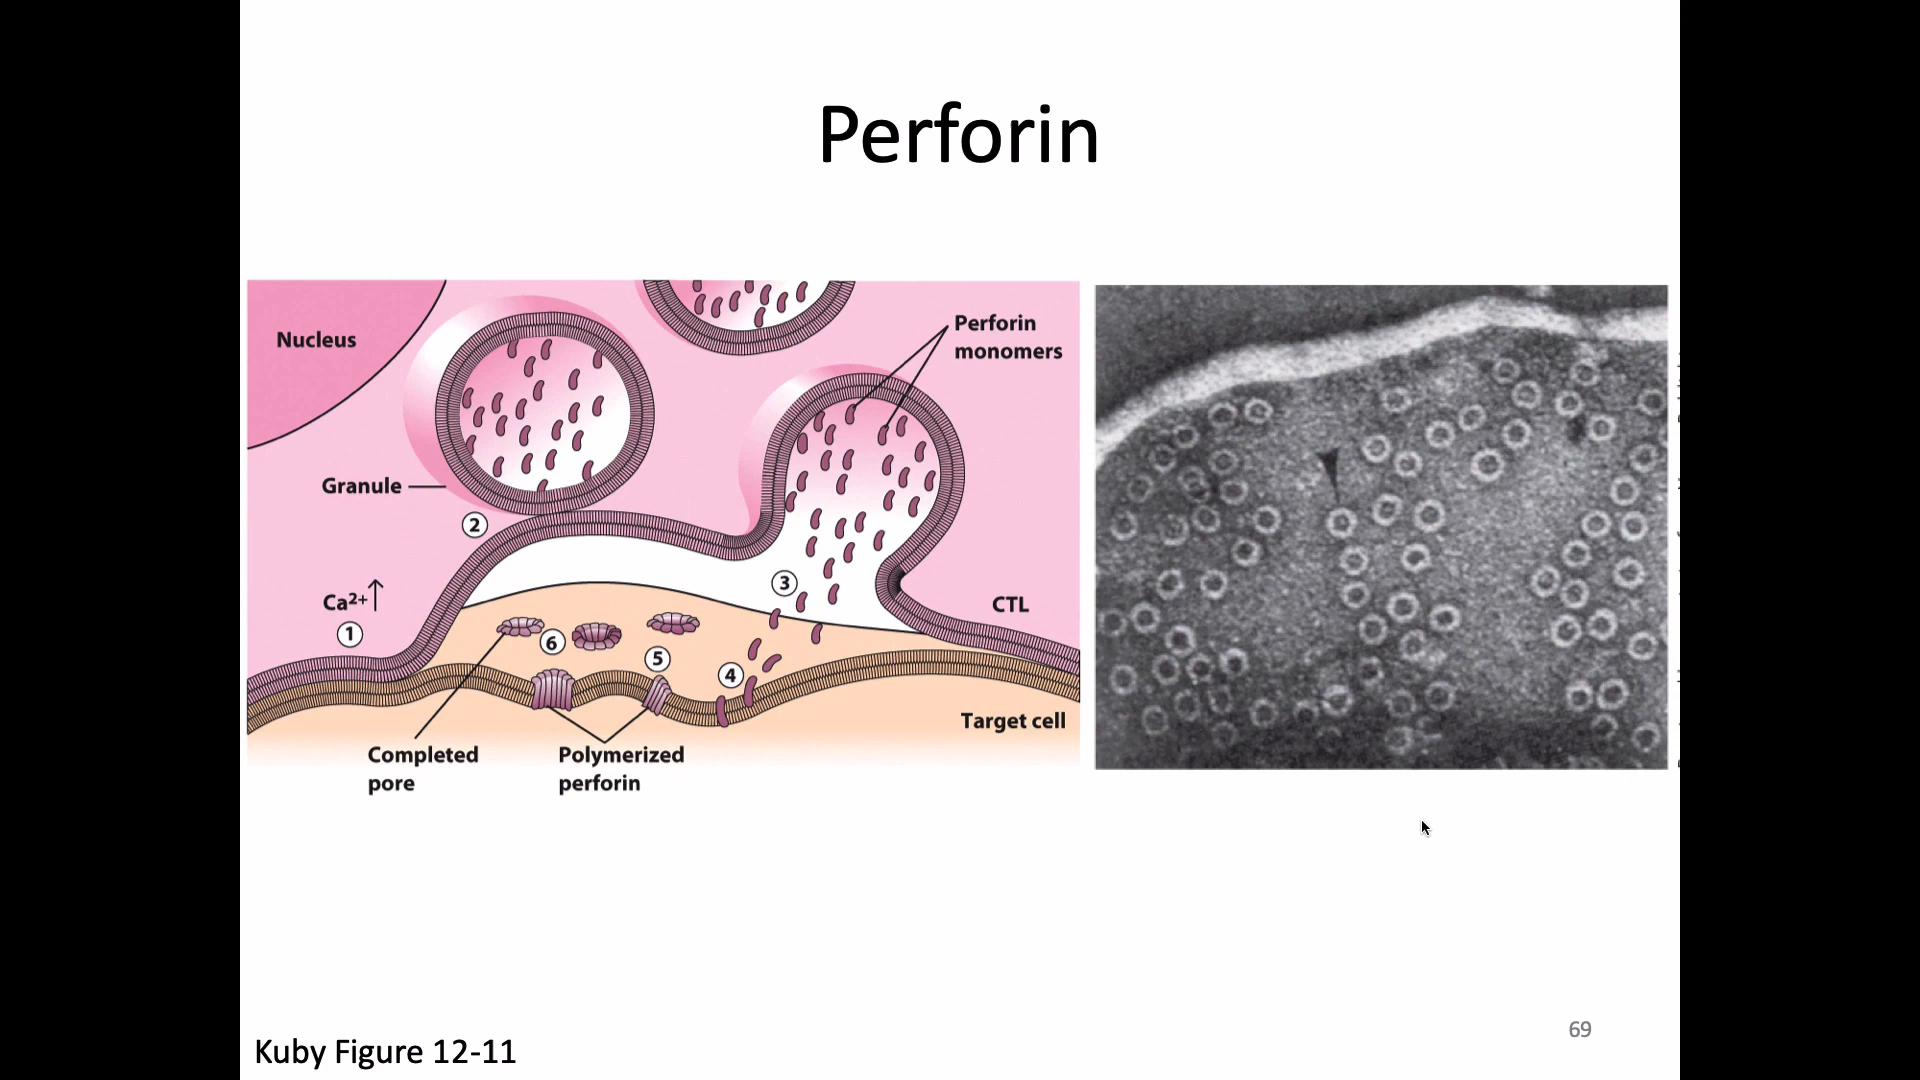 Perforin
Nucleus
Perforin
monomers
Granule
2
Ca2+↑
1
3
CTL
6
5
4
Target cell
Completed
pore
Polymerized
perforin
69
Kuby Figure 12-11